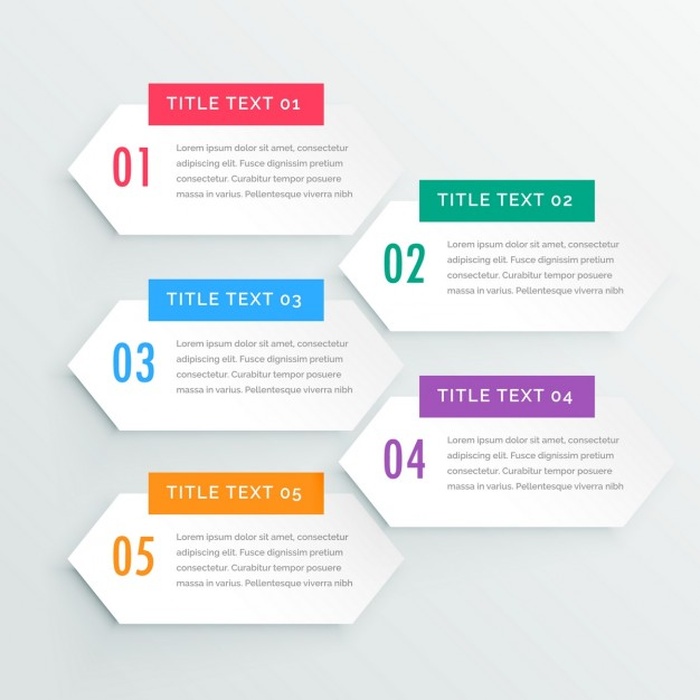 TITLE TEXT 01
01
Lorem ipsum dolor sit amet, consectetur
adipiscing elit. Fusce dignissim pretium
consectetur. Curabitur tempor posuere
massa in varius. Pellentesque viverra nibh
TITLE TEXT 02
02
Lorem ipsum dolor sit amet, consectetur
adipiscing elit. Fusce dignissim pretium
consectetur. Curabitur tempor posuere
massa in varius. Pellentesque viverra nibh
TITLE TEXT 03
03
Lorem ipsum dolor sit amet, consectetur
adipiscing elit. Fusce dignissim pretium
consectetur. Curabitur tempor posuere
massa in varius. Pellentesque viverra nibh
TITLE TEXT 04
04
Lorem ipsum dolor sit amet, consectetur
adipiscing elit. Fusce dignissim pretium
consectetur. Curabitur tempor posuere
massa in varius. Pellentesque viverra nibh
TITLE TEXT 05
05
Lorem ipsum dolor sit amet, consectetur
adipiscing elit. Fusce dignissim pretium
consectetur. Curabitur tempor posuere
massa in varius. Pellentesque viverra nibh